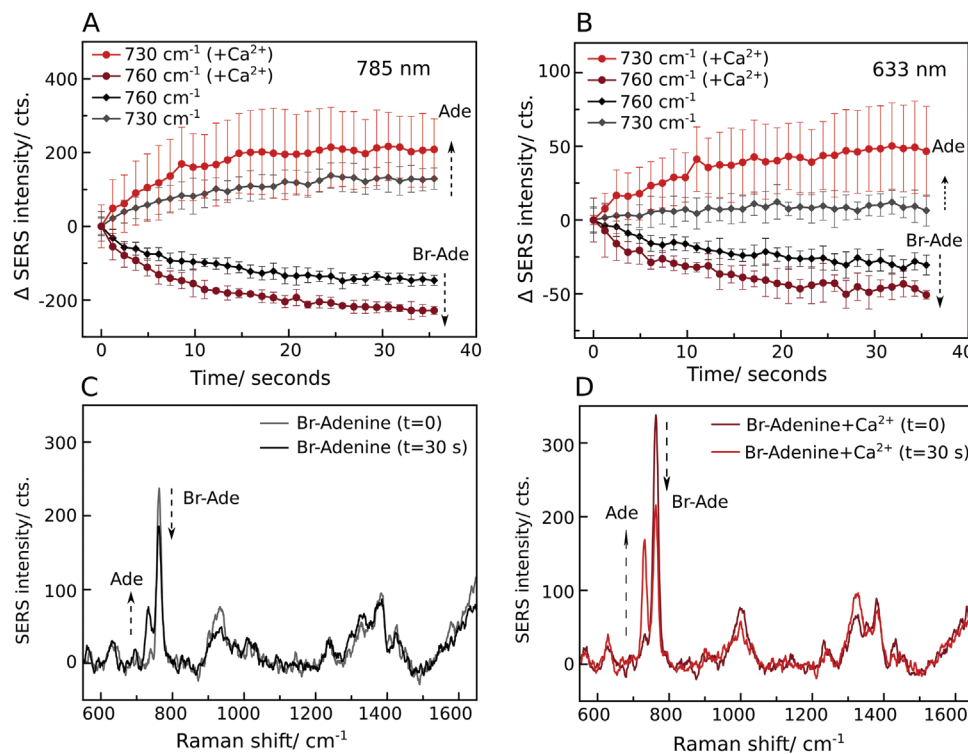 A
730 cm⁻¹ (+Ca²⁺)
760 cm⁻¹ (+Ca²⁺)
760 cm⁻¹
730 cm⁻¹
785 nm
Ade
Br-Ade
400
200
0
-200
Δ SERS intensity/ cts.
0 10 20 30 40
Time/ seconds
B
730 cm⁻¹ (+Ca²⁺)
760 cm⁻¹ (+Ca²⁺)
760 cm⁻¹
730 cm⁻¹
633 nm
Ade
Br-Ade
100
50
0
-50
Δ SERS intensity/ cts.
0 10 20 30 40
Time/ seconds
C
Br-Adenine (t=0)
Br-Adenine (t=30 s)
Br-Ade
Ade
300
200
100
0
SERS intensity/ cts.
600 800 1000 1200 1400 1600
Raman shift/ cm⁻¹
D
Br-Adenine+Ca²⁺ (t=0)
Br-Adenine+Ca²⁺ (t=30 s)
Br-Ade
Ade
300
200
100
0
SERS intensity/ cts.
600 800 1000 1200 1400 1600
Raman shift/ cm⁻¹